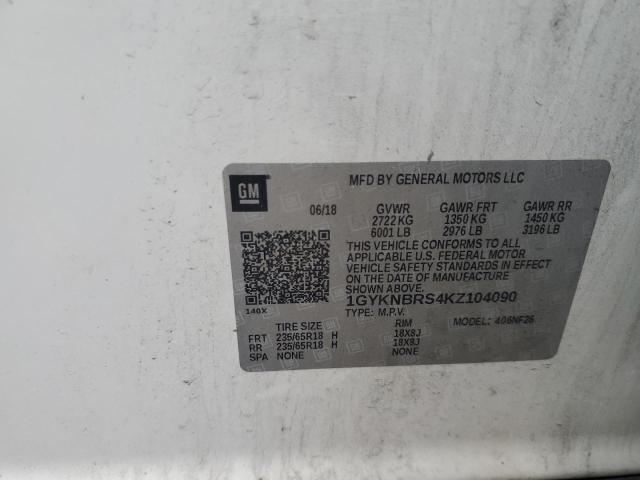 GM
MFD BY GENERAL MOTORS LLC
06/18 GVWR GAWR FRT GAWR RR
2722 KG 1350 KG 1450 KG
6001 LB 2976 LB 3196 LB
THIS VEHICLE CONFORMS TO ALL
APPLICABLE U.S. FEDERAL MOTOR
VEHICLE SAFETY STANDARDS IN EFFECT
ON THE DATE OF MANUFACTURE
SHOWN ABOVE.
140X
1GYKNBRS4KZ104090
TYPE: M.P.V. MODEL: 406NF26
TIRE SIZE RIM
FRT 235/65R18 H 18X8J
RR 235/65R18 H 18X8J
SPA NONE NONE